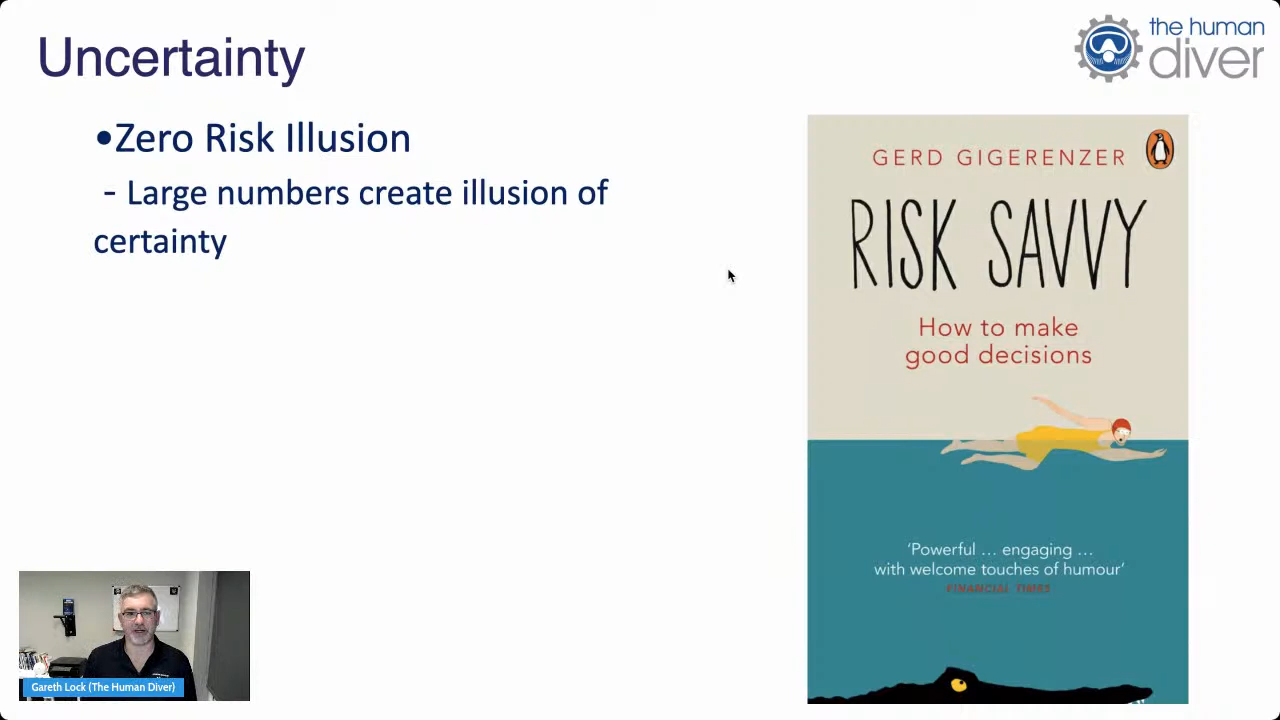 Uncertainty
the human
diver
•Zero Risk Illusion
- Large numbers create illusion of
certainty
GERD GIGERENZER
RISK SAVVY
How to make
good decisions
‘Powerful … engaging …
with welcome touches of humour’
FINANCIAL TIMES
Gareth Lock (The Human Diver)